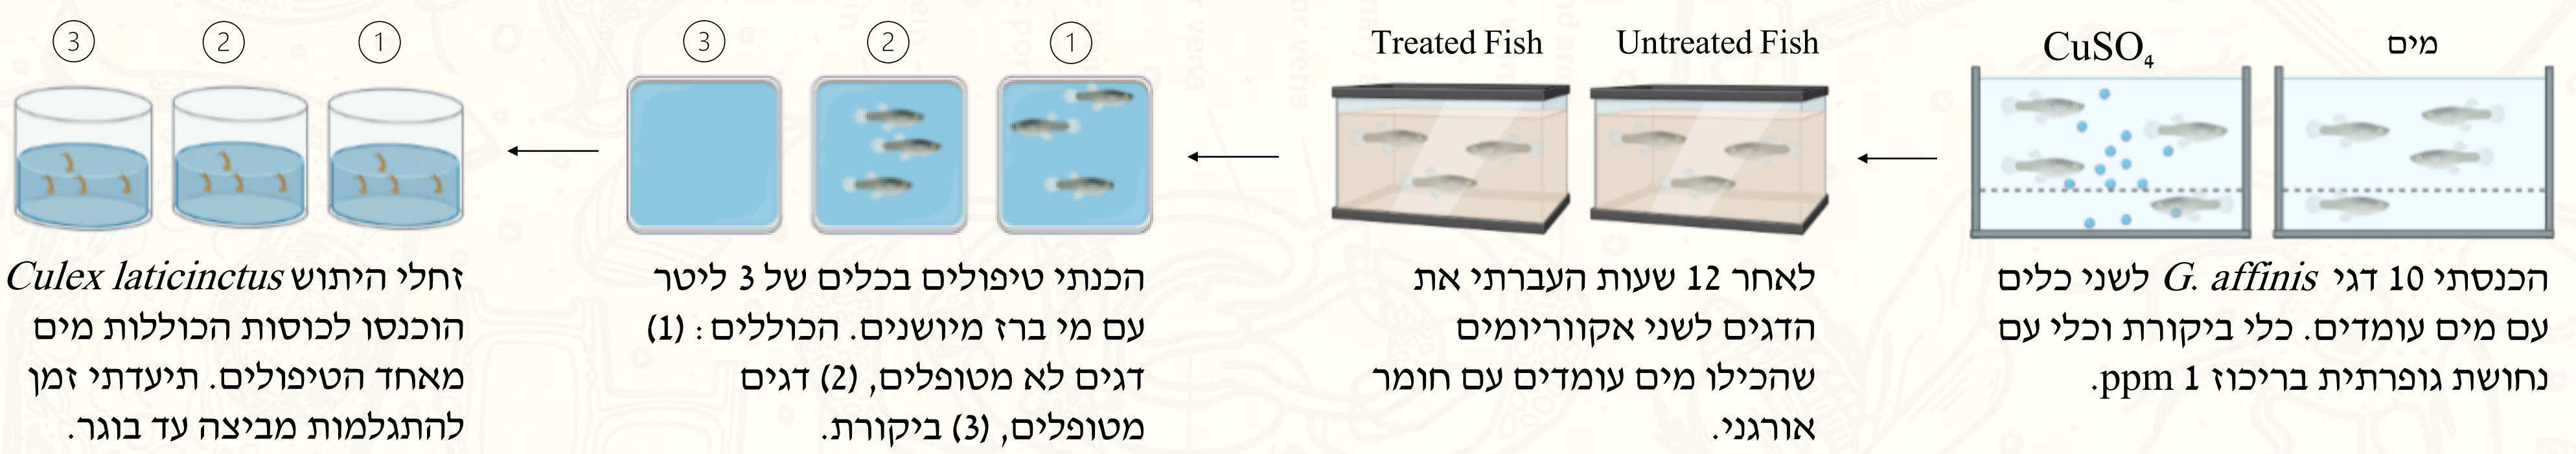 מים
CuSO₄
הכנסתי 10 דגי G. affinis לשני כלים
עם מים עומדים. כלי ביקורת וכלי עם
נחושת גופרתית בריכוז 1 ppm.
Untreated Fish
Treated Fish
לאחר 12 שעות העברתי את
הדגים לשני אקווריומים
שהכילו מים עומדים עם חומר
אורגני.
1
2
3
הכנתי טיפולים בכלים של 3 ליטר
עם מי ברז מיושנים. הכוללים: (1)
דגים לא מטופלים, (2) דגים
מטופלים, (3) ביקורת.
1
2
3
זחלי היתוש Culex laticinctus
הוכנסו לכוסות הכוללות מים
מאחד הטיפולים. תיעדתי זמן
להתגלמות מביצה עד בוגר.